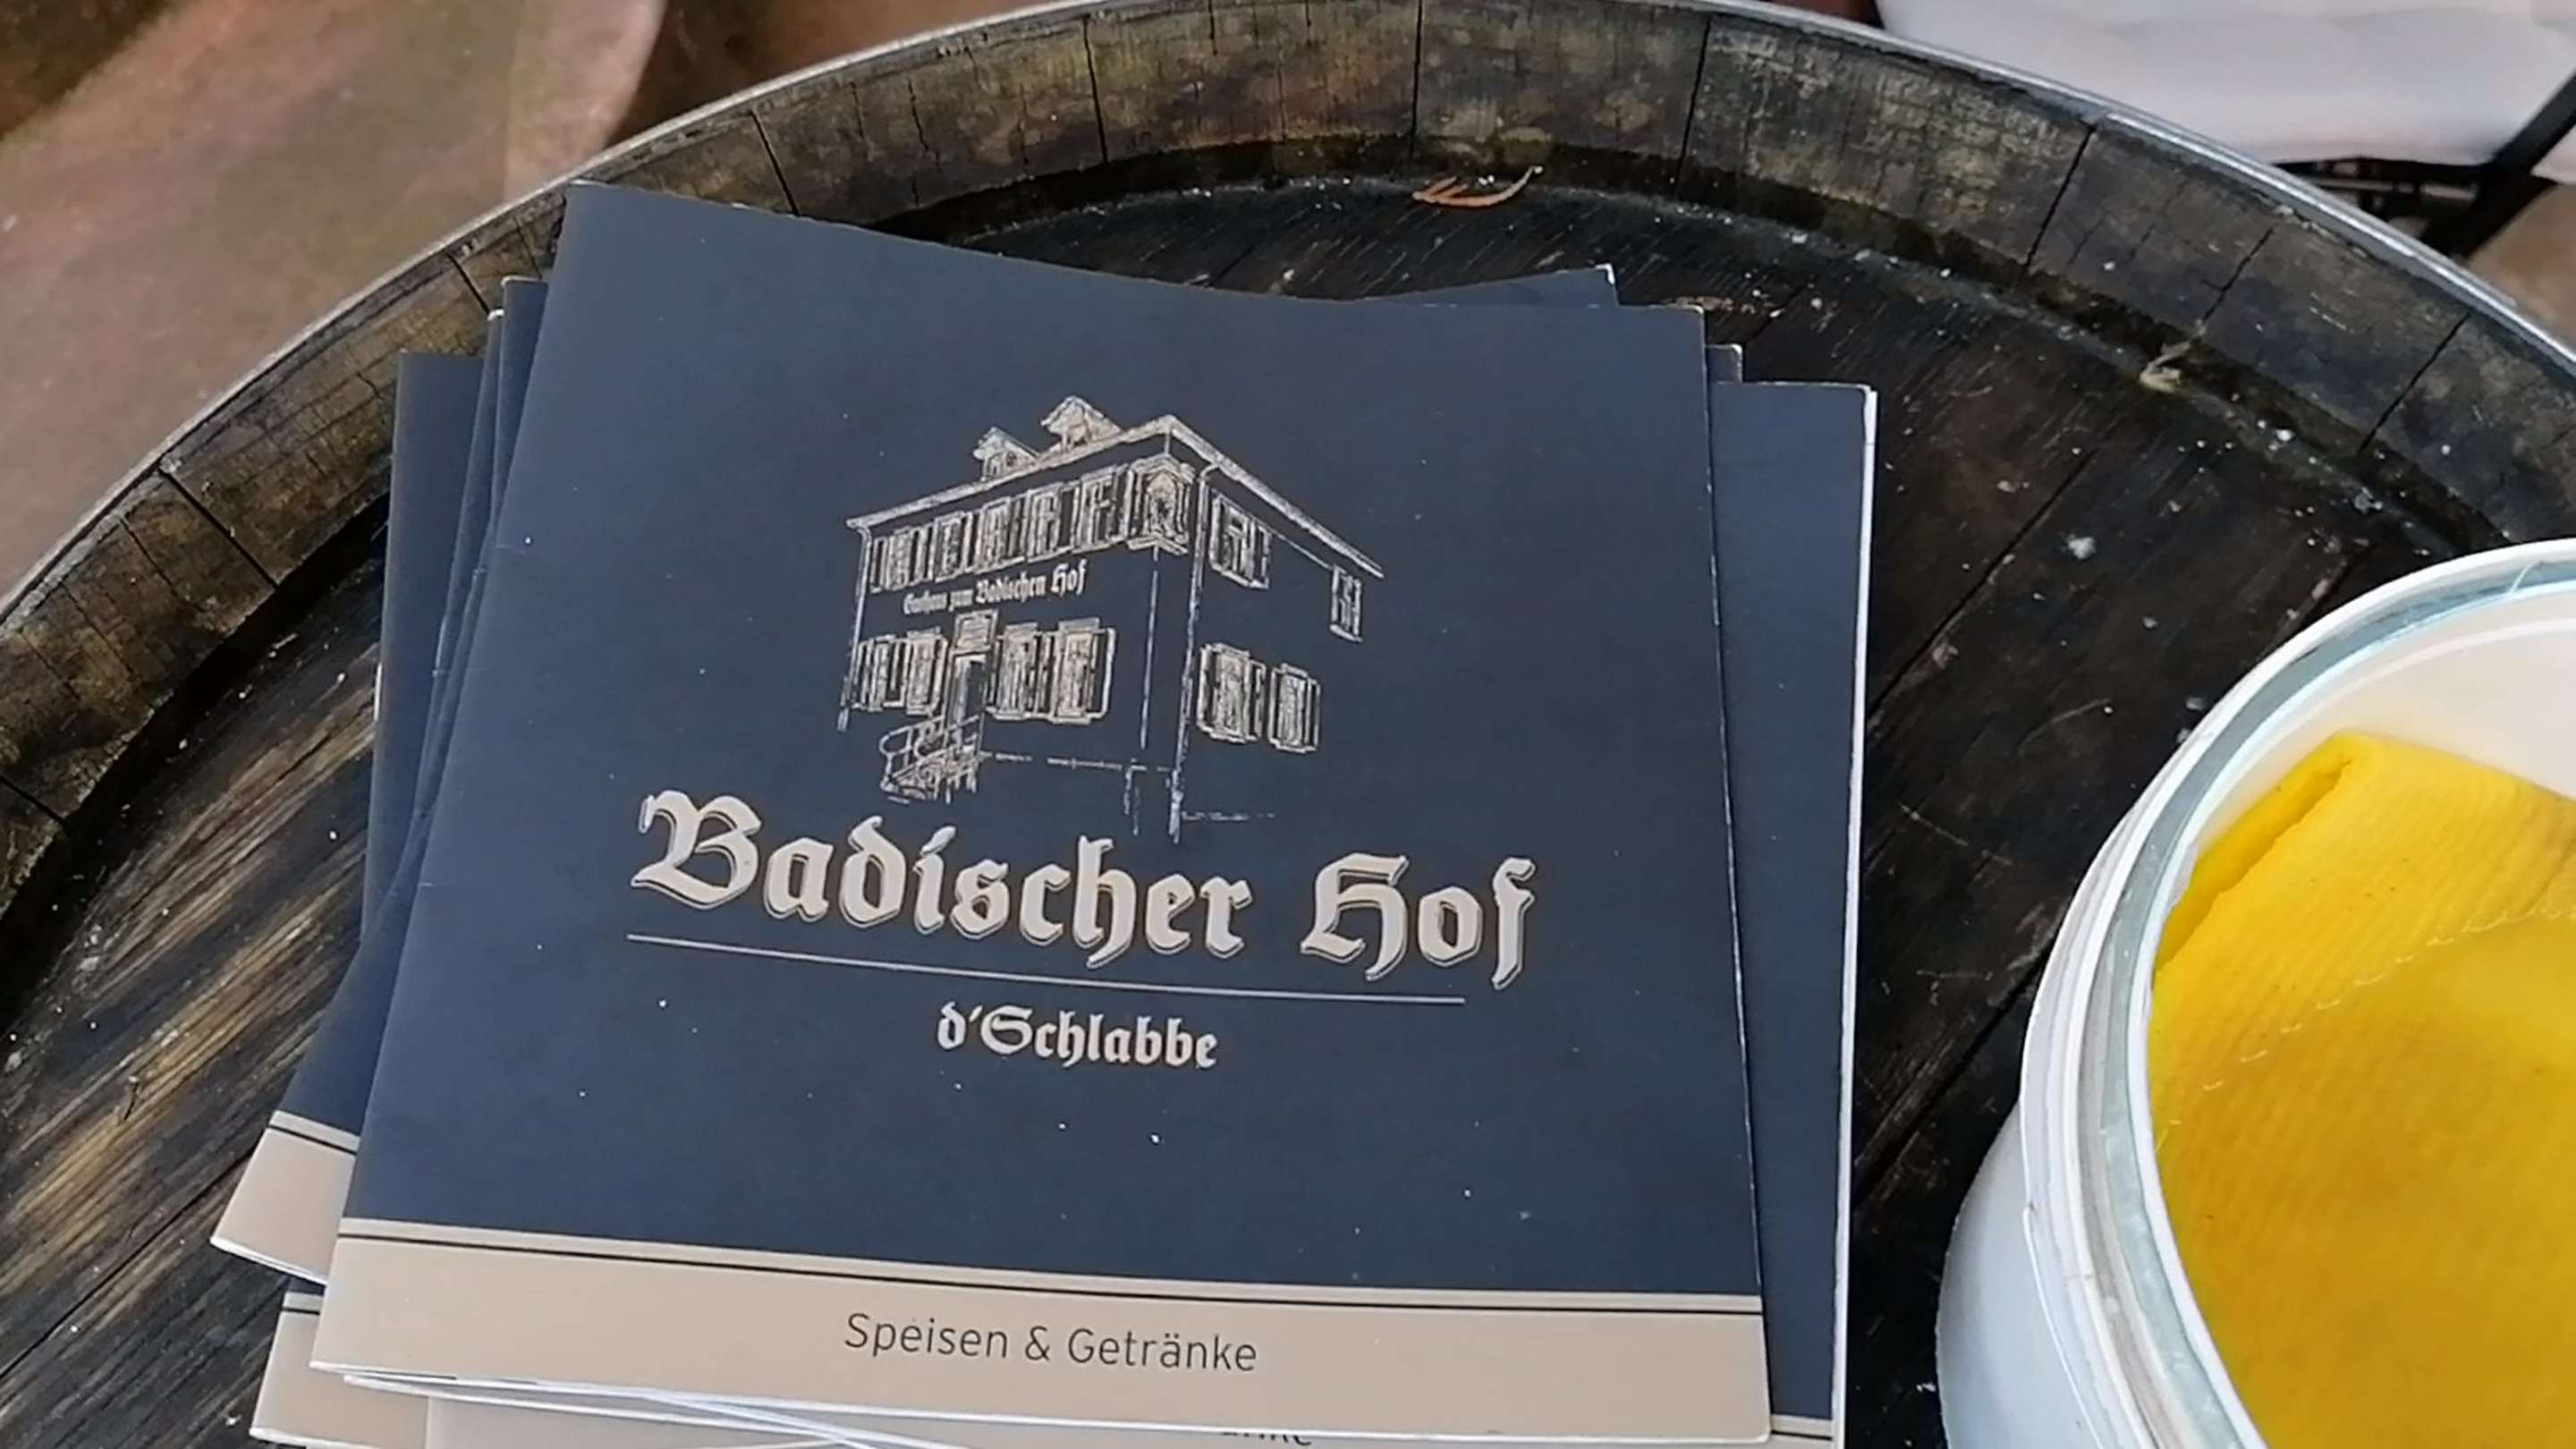 Gasthaus zum Badischen Hof
Badischer Hof
d'Schlabbe
Speisen & Getränke